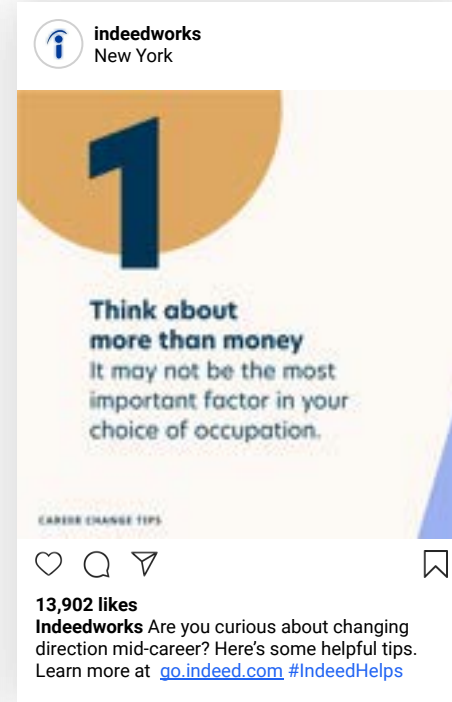 indeedworks
New York
1
Think about
more than money
It may not be the most
important factor in your
choice of occupation.
CAREER CHANGE TIPS
13,902 likes
Indeedworks Are you curious about changing
direction mid-career? Here’s some helpful tips.
Learn more at go.indeed.com #IndeedHelps